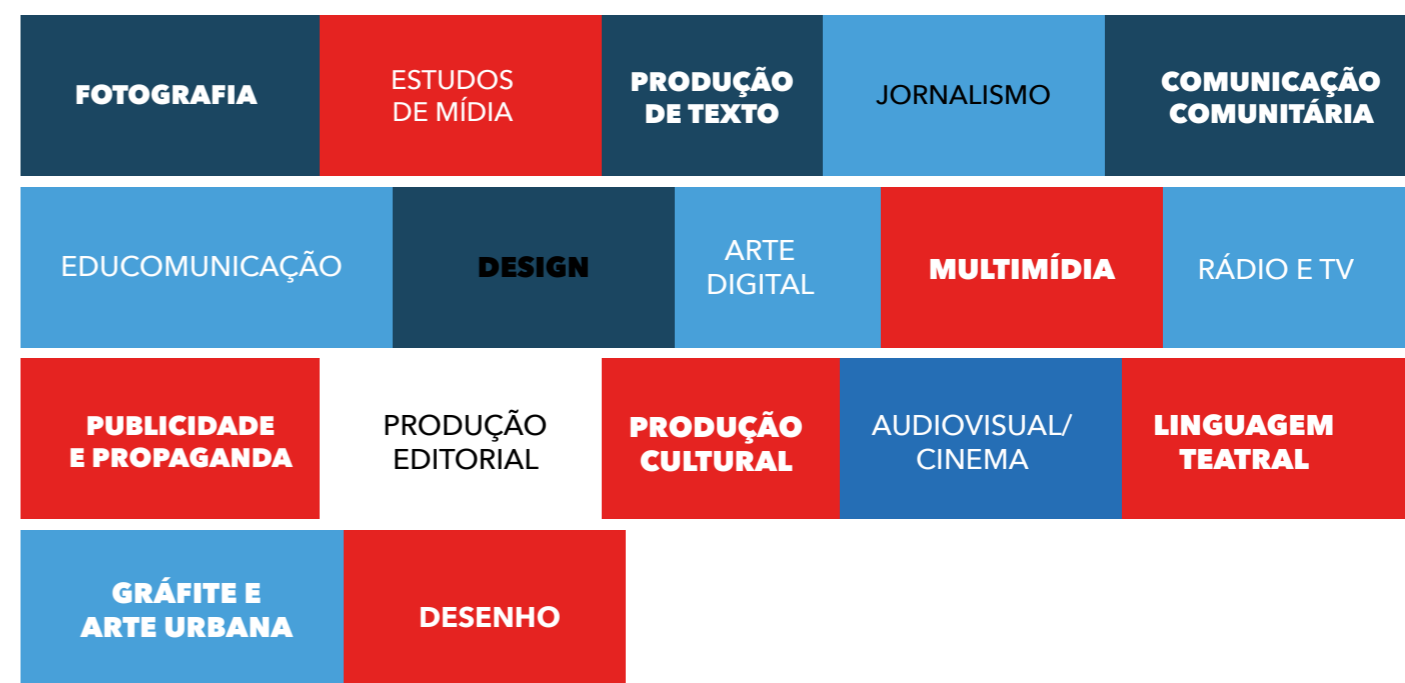 FOTOGRAFIA
ESTUDOS
DE MÍDIA
PRODUÇÃO
DE TEXTO
JORNALISMO
COMUNICAÇÃO
COMUNITÁRIA
EDUCOMUNICAÇÃO
DESIGN
ARTE
DIGITAL
MULTIMÍDIA
RÁDIO E TV
PUBLICIDADE
E PROPAGANDA
PRODUÇÃO
EDITORIAL
PRODUÇÃO
CULTURAL
AUDIOVISUAL/
CINEMA
LINGUAGEM
TEATRAL
GRÁFITE E
ARTE URBANA
DESENHO